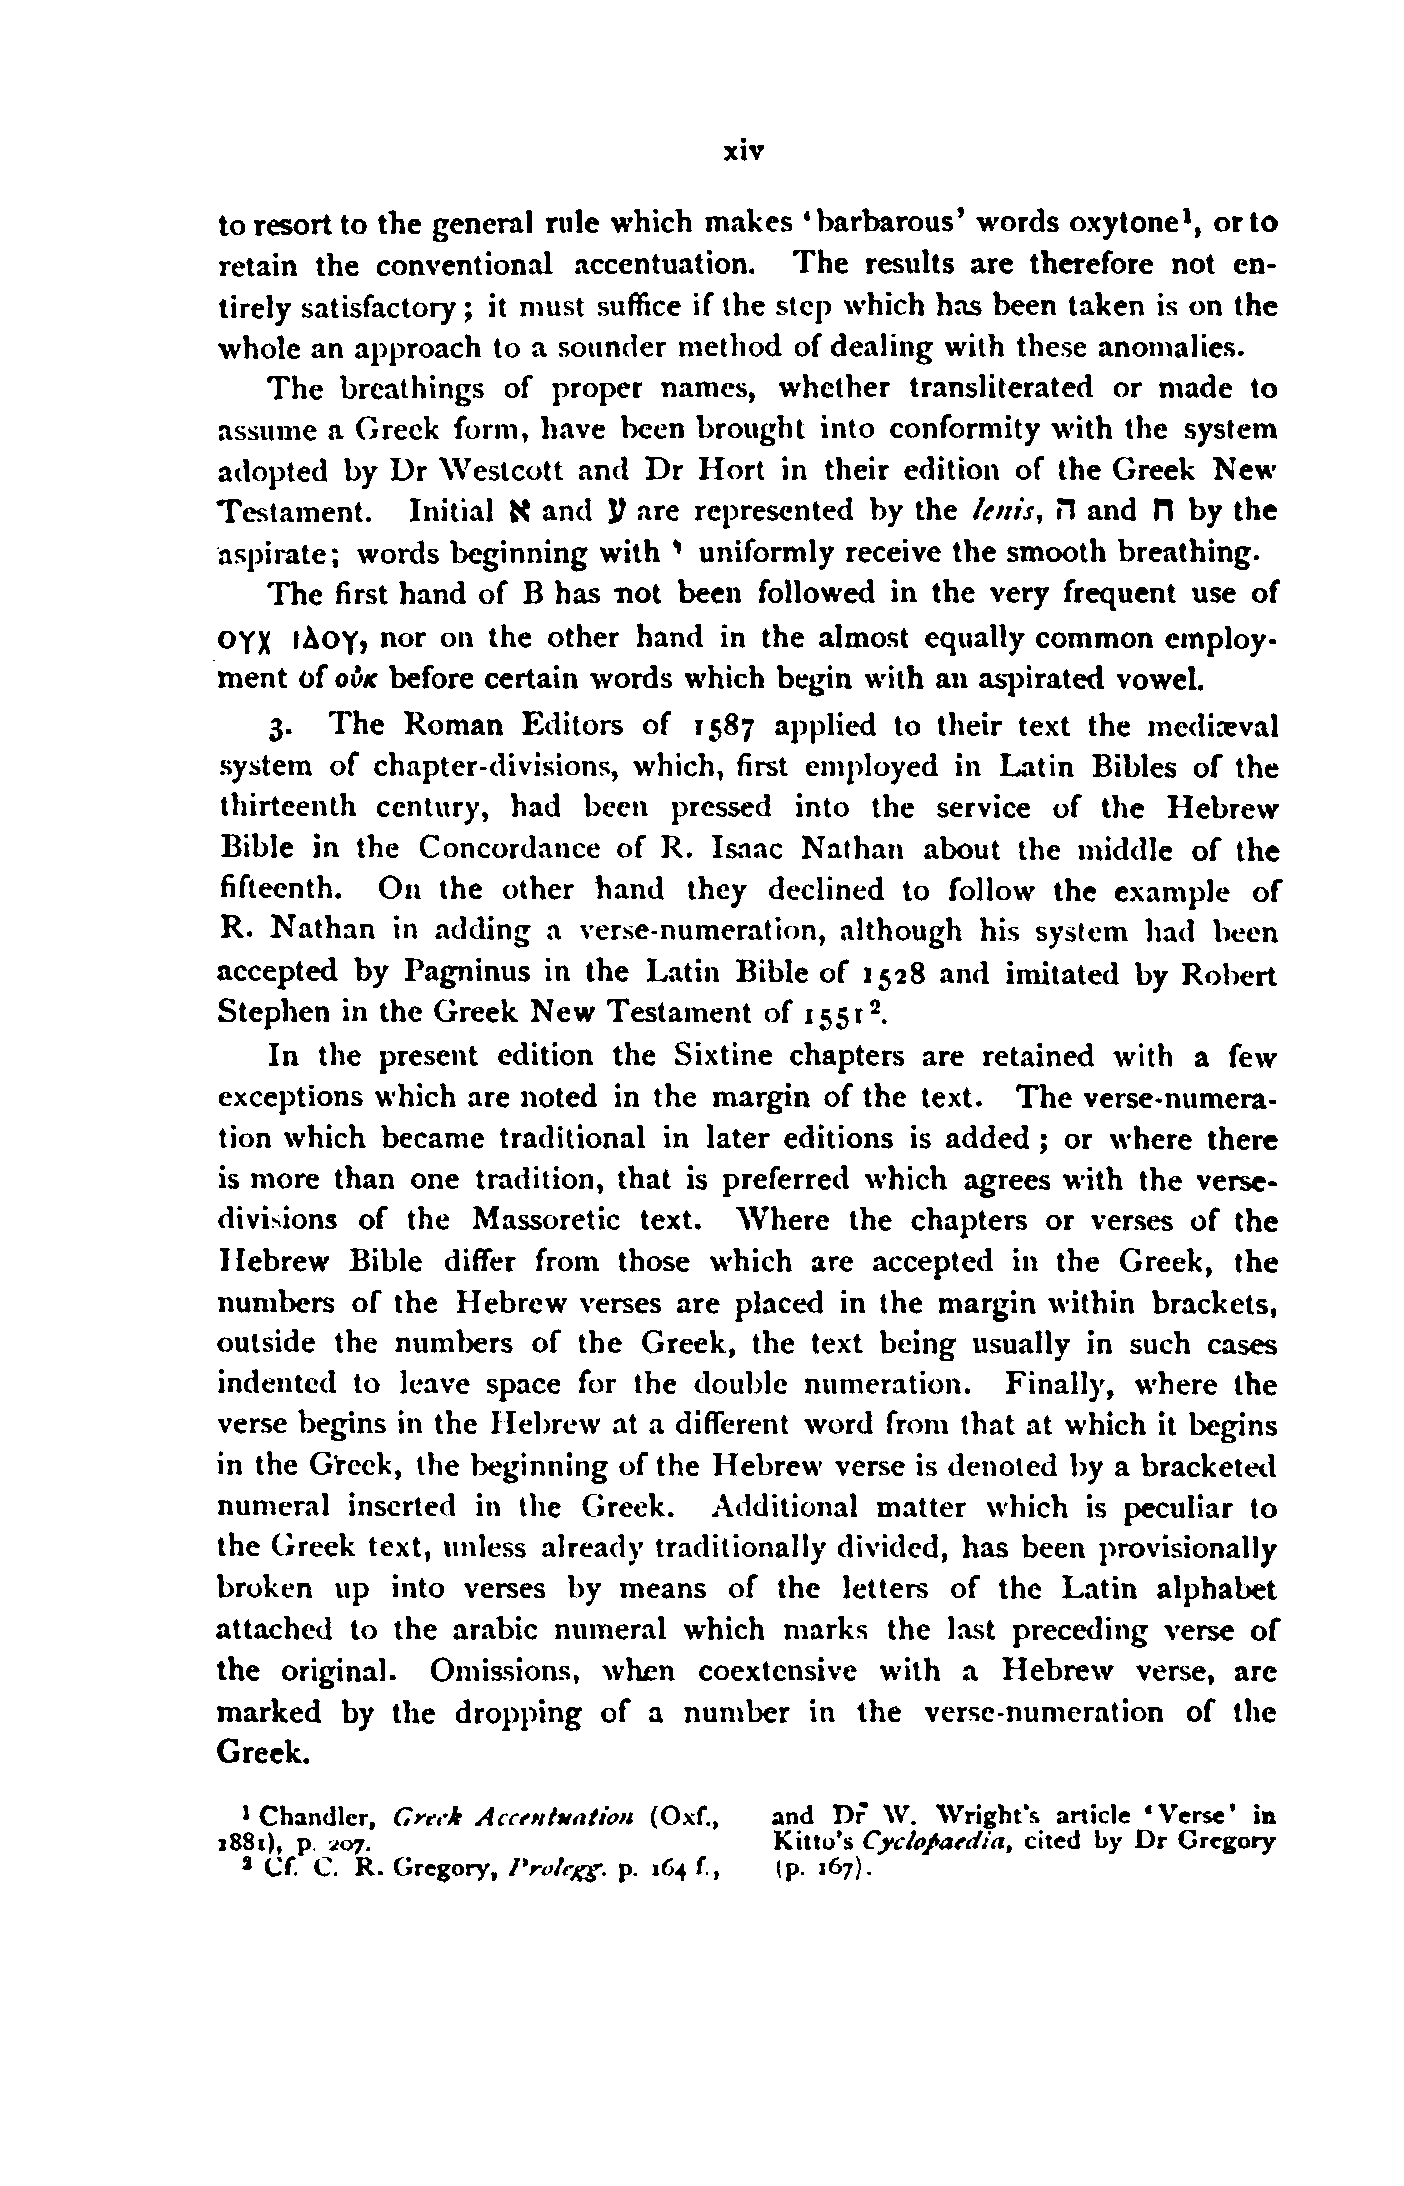 xiv
to resort to the general rule which makes ‘barbarous’ words oxytone¹, or to
retain the conventional accentuation. The results are therefore not en-
tirely satisfactory; it must suffice if the step which has been taken is on the
whole an approach to a sounder method of dealing with these anomalies.
The breathings of proper names, whether transliterated or made to
assume a Greek form, have been brought into conformity with the system
adopted by Dr Westcott and Dr Hort in their edition of the Greek New
Testament. Initial א and ע are represented by the lenis, ה and ח by the
aspirate; words beginning with י uniformly receive the smooth breathing.
The first hand of B has not been followed in the very frequent use of
ΟΥΧ ΙΔΟΥ, nor on the other hand in the almost equally common employ-
ment of οὐκ before certain words which begin with an aspirated vowel.
3. The Roman Editors of 1587 applied to their text the mediæval
system of chapter-divisions, which, first employed in Latin Bibles of the
thirteenth century, had been pressed into the service of the Hebrew
Bible in the Concordance of R. Isaac Nathan about the middle of the
fifteenth. On the other hand they declined to follow the example of
R. Nathan in adding a verse-numeration, although his system had been
accepted by Pagninus in the Latin Bible of 1528 and imitated by Robert
Stephen in the Greek New Testament of 1551².
In the present edition the Sixtine chapters are retained with a few
exceptions which are noted in the margin of the text. The verse-numera-
tion which became traditional in later editions is added; or where there
is more than one tradition, that is preferred which agrees with the verse-
divisions of the Massoretic text. Where the chapters or verses of the
Hebrew Bible differ from those which are accepted in the Greek, the
numbers of the Hebrew verses are placed in the margin within brackets,
outside the numbers of the Greek, the text being usually in such cases
indented to leave space for the double numeration. Finally, where the
verse begins in the Hebrew at a different word from that at which it begins
in the Greek, the beginning of the Hebrew verse is denoted by a bracketed
numeral inserted in the Greek. Additional matter which is peculiar to
the Greek text, unless already traditionally divided, has been provisionally
broken up into verses by means of the letters of the Latin alphabet
attached to the arabic numeral which marks the last preceding verse of
the original. Omissions, when coextensive with a Hebrew verse, are
marked by the dropping of a number in the verse-numeration of the
Greek.
¹ Chandler, Greek Accentuation (Oxf.,
1881), p. 207.
² Cf. C. R. Gregory, Prolegg. p. 164 f.,
and Dr W. Wright's article ‘Verse’ in
Kitto's Cyclopaedia, cited by Dr Gregory
(p. 167).